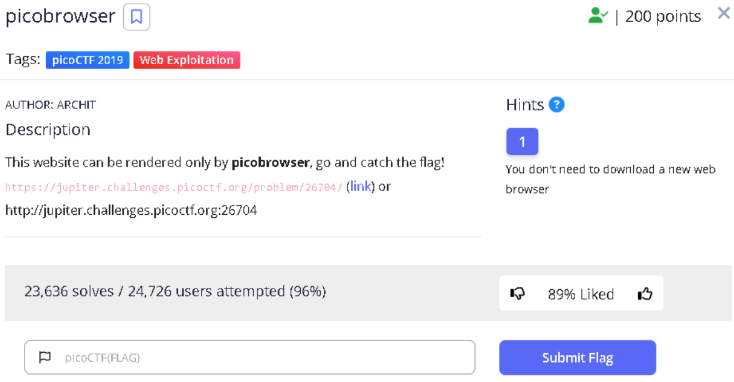 picobrowser
| 200 points
Tags: picoCTF 2019 Web Exploitation
AUTHOR: ARCHIT
Description
This website can be rendered only by picobrowser, go and catch the flag!
https://jupiter.challenges.picoctf.org/problem/26704/ (link) or
http://jupiter.challenges.picoctf.org:26704
Hints ?
1
You don't need to download a new web
browser
23,636 solves / 24,726 users attempted (96%)
89% Liked
picoCTF{FLAG}
Submit Flag